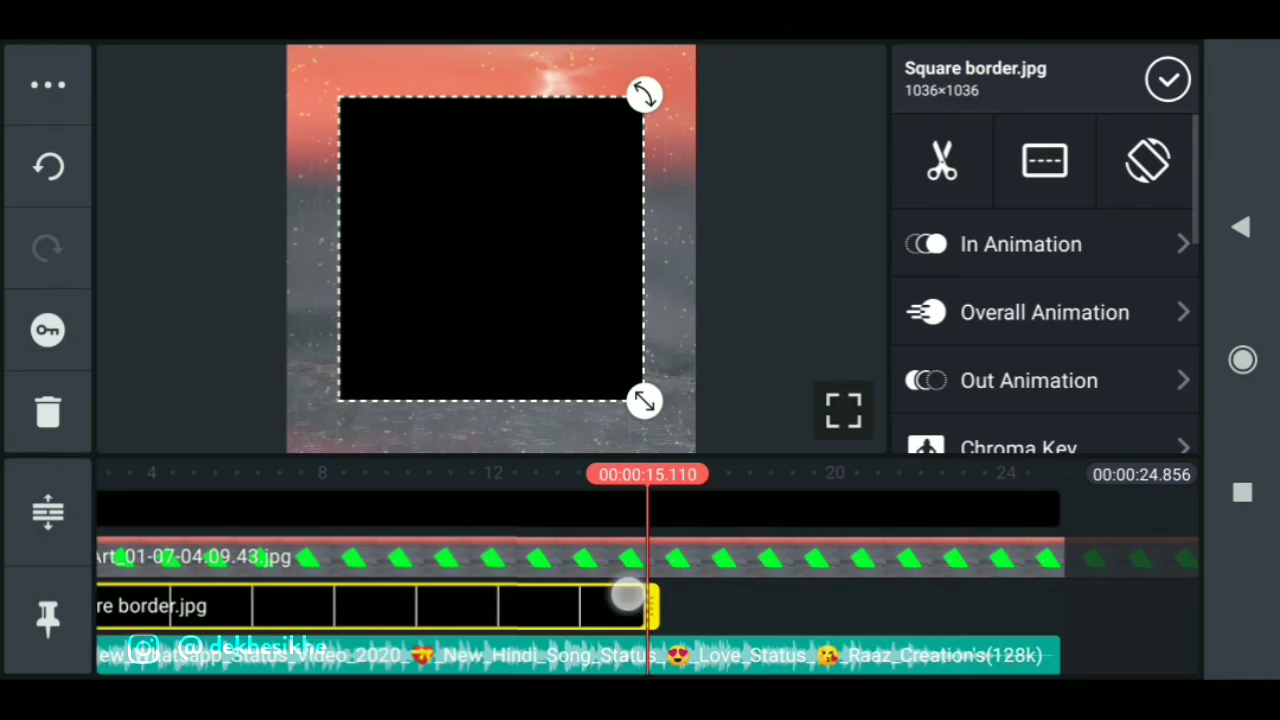 Square border.jpg
1036×1036
In Animation
Overall Animation
Out Animation
Chroma Key
4 8 12 00:00:15.110 20 24 00:00:24.856
Art_01-07-04.09.43.jpg
re border.jpg
@dekhesikhe
ew_Whatsapp_Status_Video_2020_😍_New_Hindi_Song_Status_😍_Love_Status_😘_Raaz_Creation's(128k)